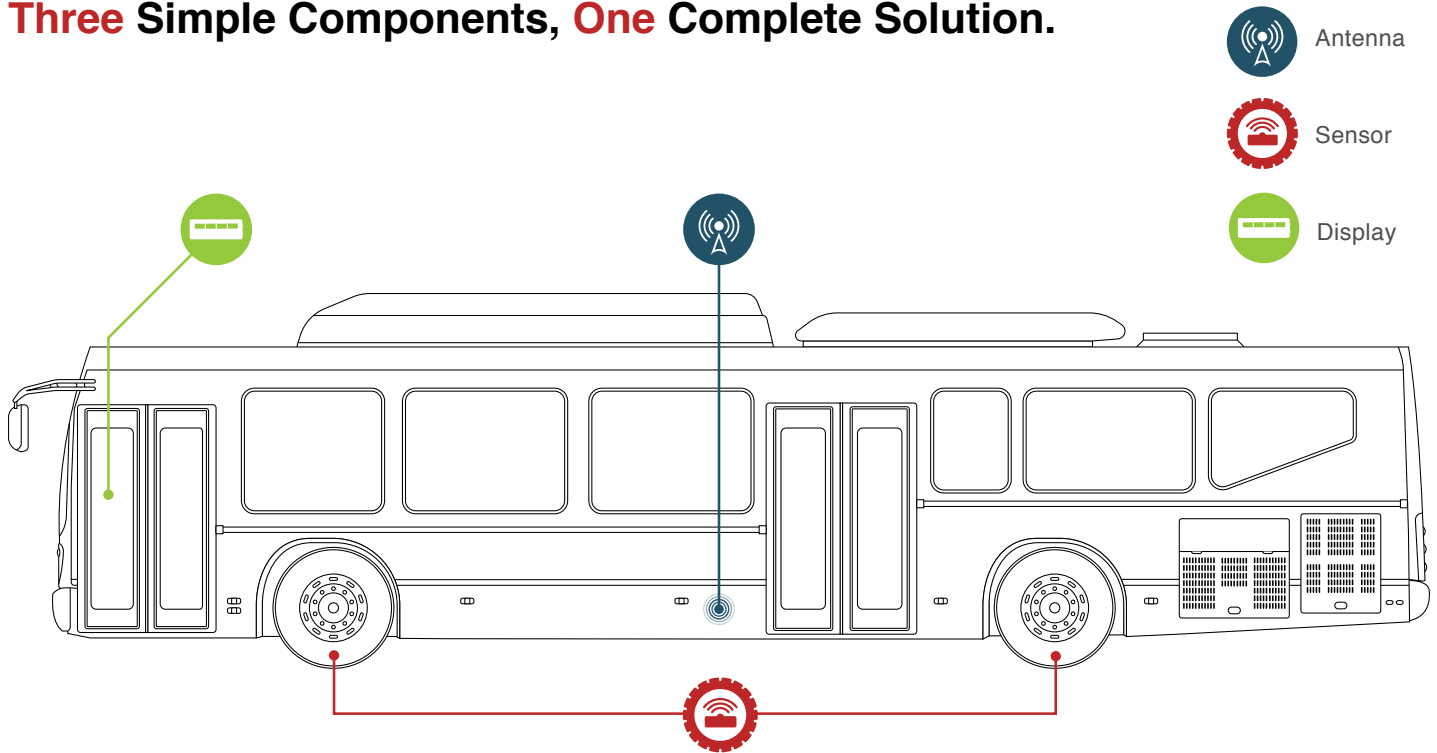 Three Simple Components, One Complete Solution.
Antenna
Sensor
Display